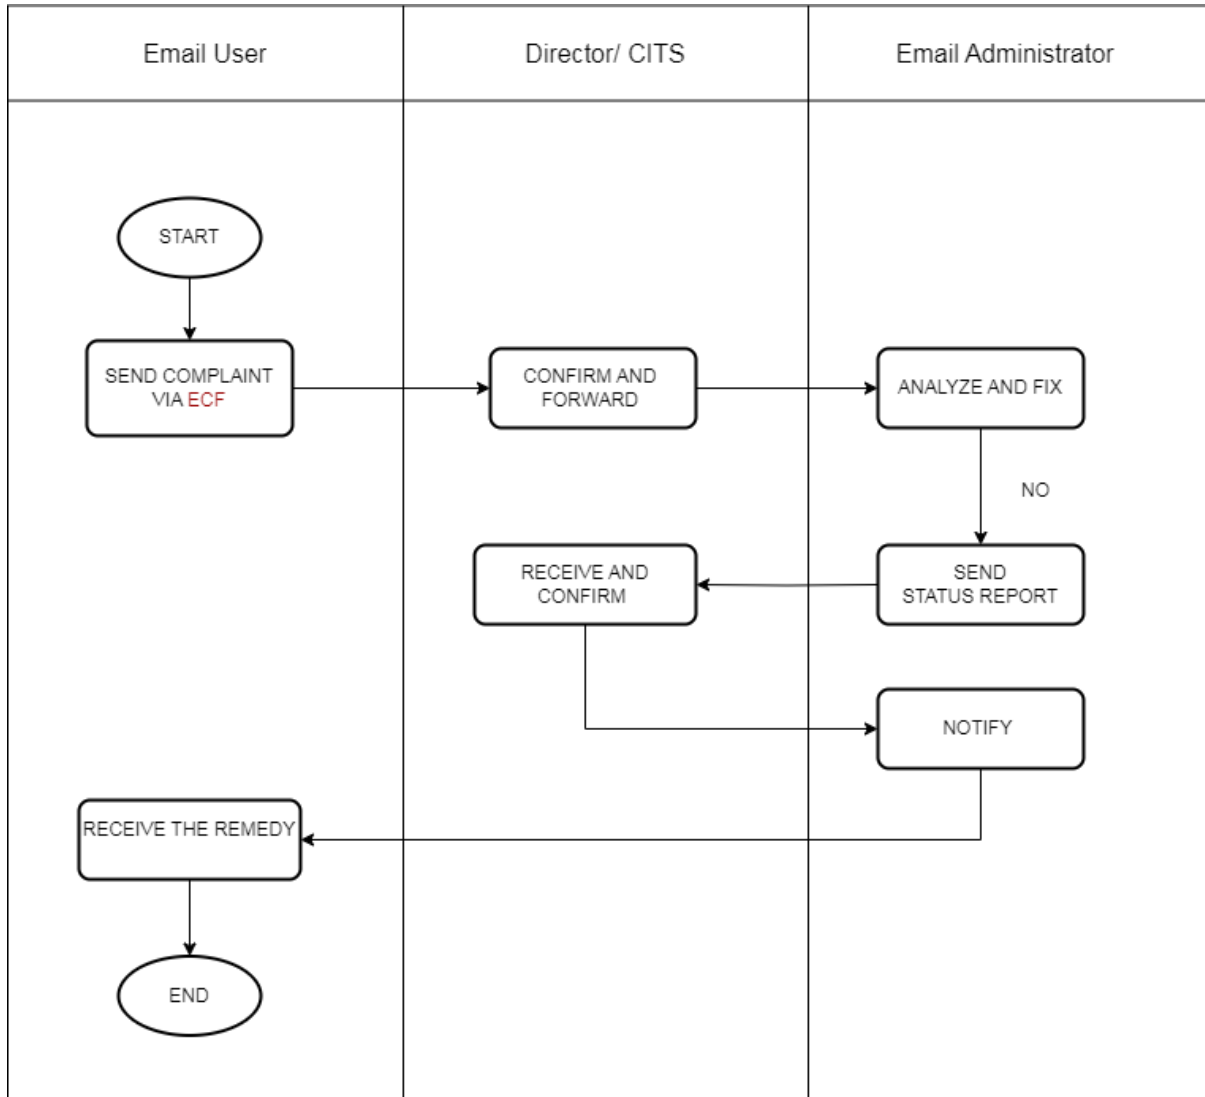 Email User
Director/ CITS
Email Administrator
START
SEND COMPLAINT
VIA ECF
CONFIRM AND
FORWARD
ANALYZE AND FIX
NO
RECEIVE AND
CONFIRM
SEND
STATUS REPORT
NOTIFY
RECEIVE THE REMEDY
END